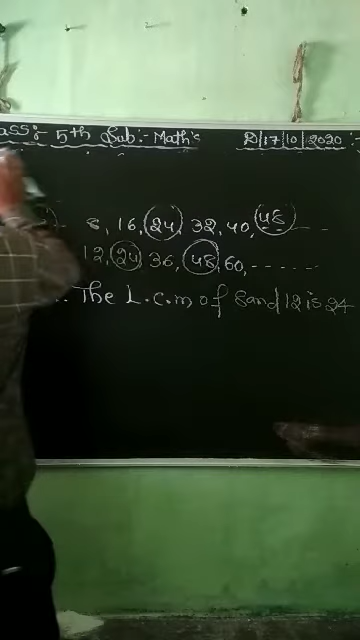 ass:- 5th Sub:- Math's D/17/10/2020
8, 16, 24, 32, 40, 48 - - -
12, 24, 36, 48, 60, - - - - - -
The L.c.m of 8 and 12 is 24